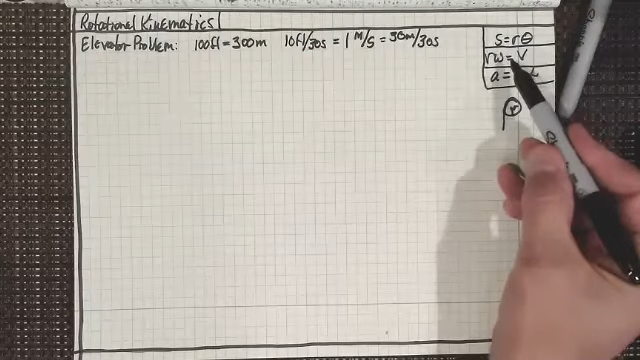 Rotational Kinematics
Elevator Problem: 100ft = 300m 10ft/30s = 1 m/s = 30m/30s
s=rθ
rω=V
a=
r